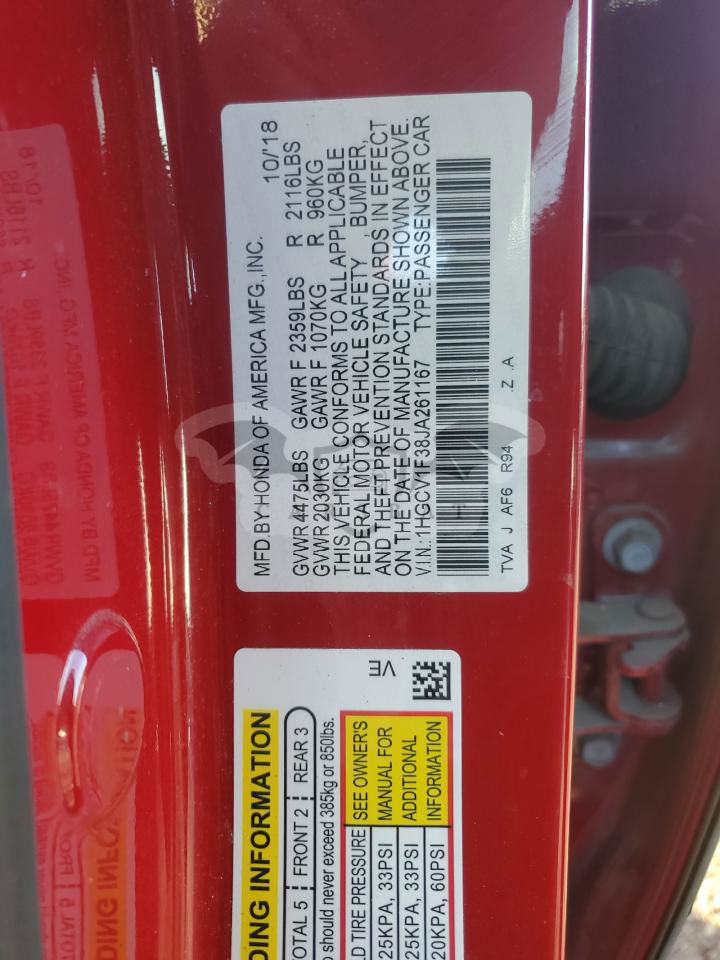 MFD. BY HONDA OF AMERICA MFG., INC. 10/'18
GVWR 4475LBS GAWR F 2359LBS R 2116LBS
GVWR 2030KG GAWR F 1070KG R 960KG
THIS VEHICLE CONFORMS TO ALL APPLICABLE
FEDERAL MOTOR VEHICLE SAFETY , BUMPER,
AND THEFT PREVENTION STANDARDS IN EFFECT
ON THE DATE OF MANUFACTURE SHOWN ABOVE.
V.I.N.:1HGCV1F38JA261167 TYPE:PASSENGER CAR
TVA J AF6 R94 .Z .A
VE
DING INFORMATION
OTAL 5 FRONT 2 REAR 3
o should never exceed 385kg or 850lbs.
LD TIRE PRESSURE SEE OWNER'S
25KPA, 33PSI MANUAL FOR
25KPA, 33PSI ADDITIONAL
20KPA, 60PSI INFORMATION